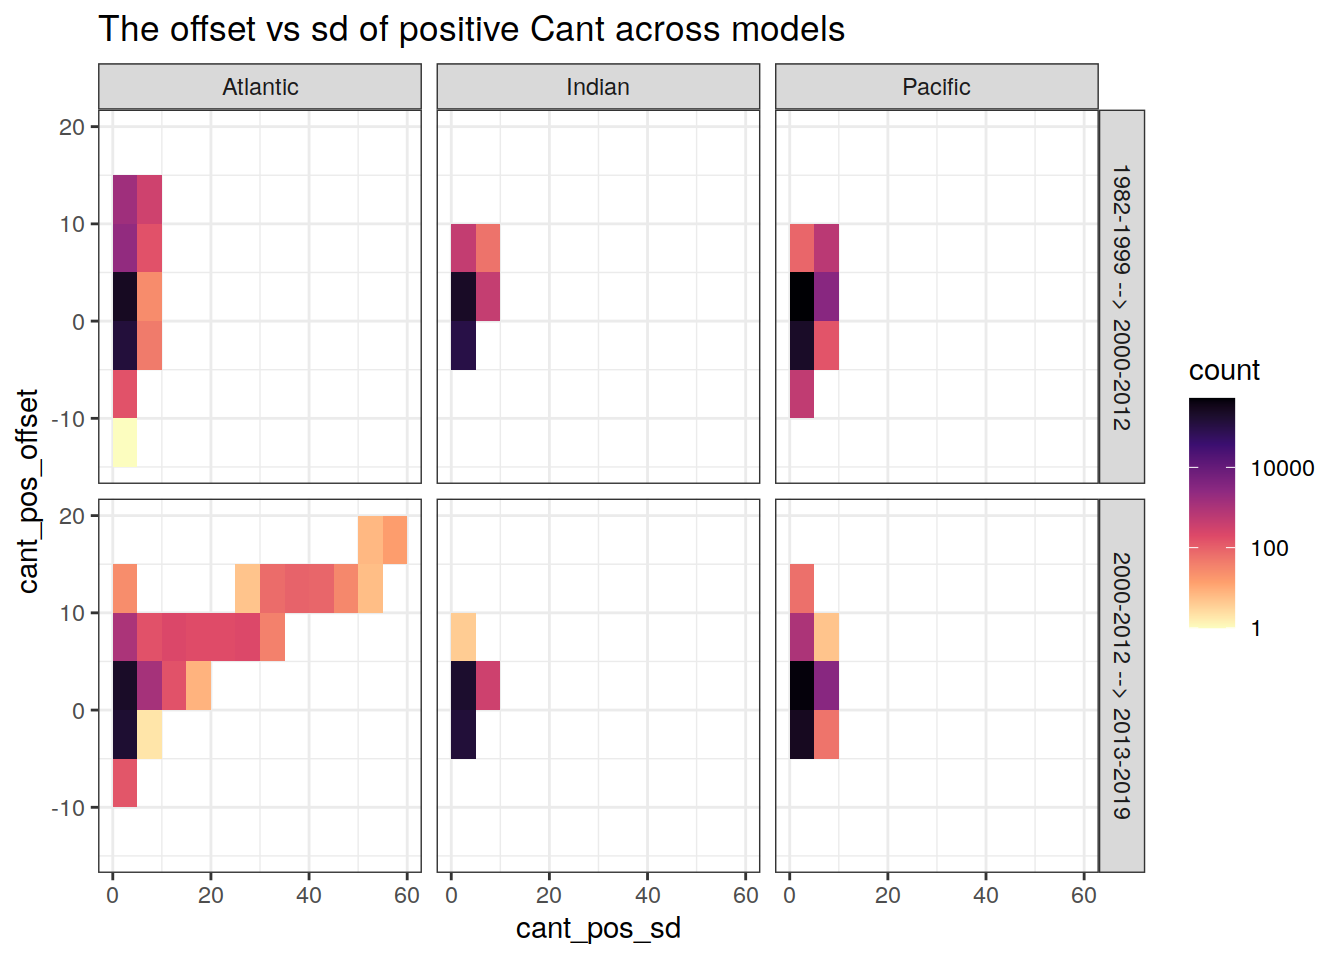 The offset vs sd of positive Cant across models
Atlantic
Indian
Pacific
20
10
0
-10
1982-1999 --> 2000-2012
20
10
0
-10
2000-2012 --> 2013-2019
cant_pos_offset
0
20
40
60
0
20
40
60
0
20
40
60
cant_pos_sd
count
10000
100
1